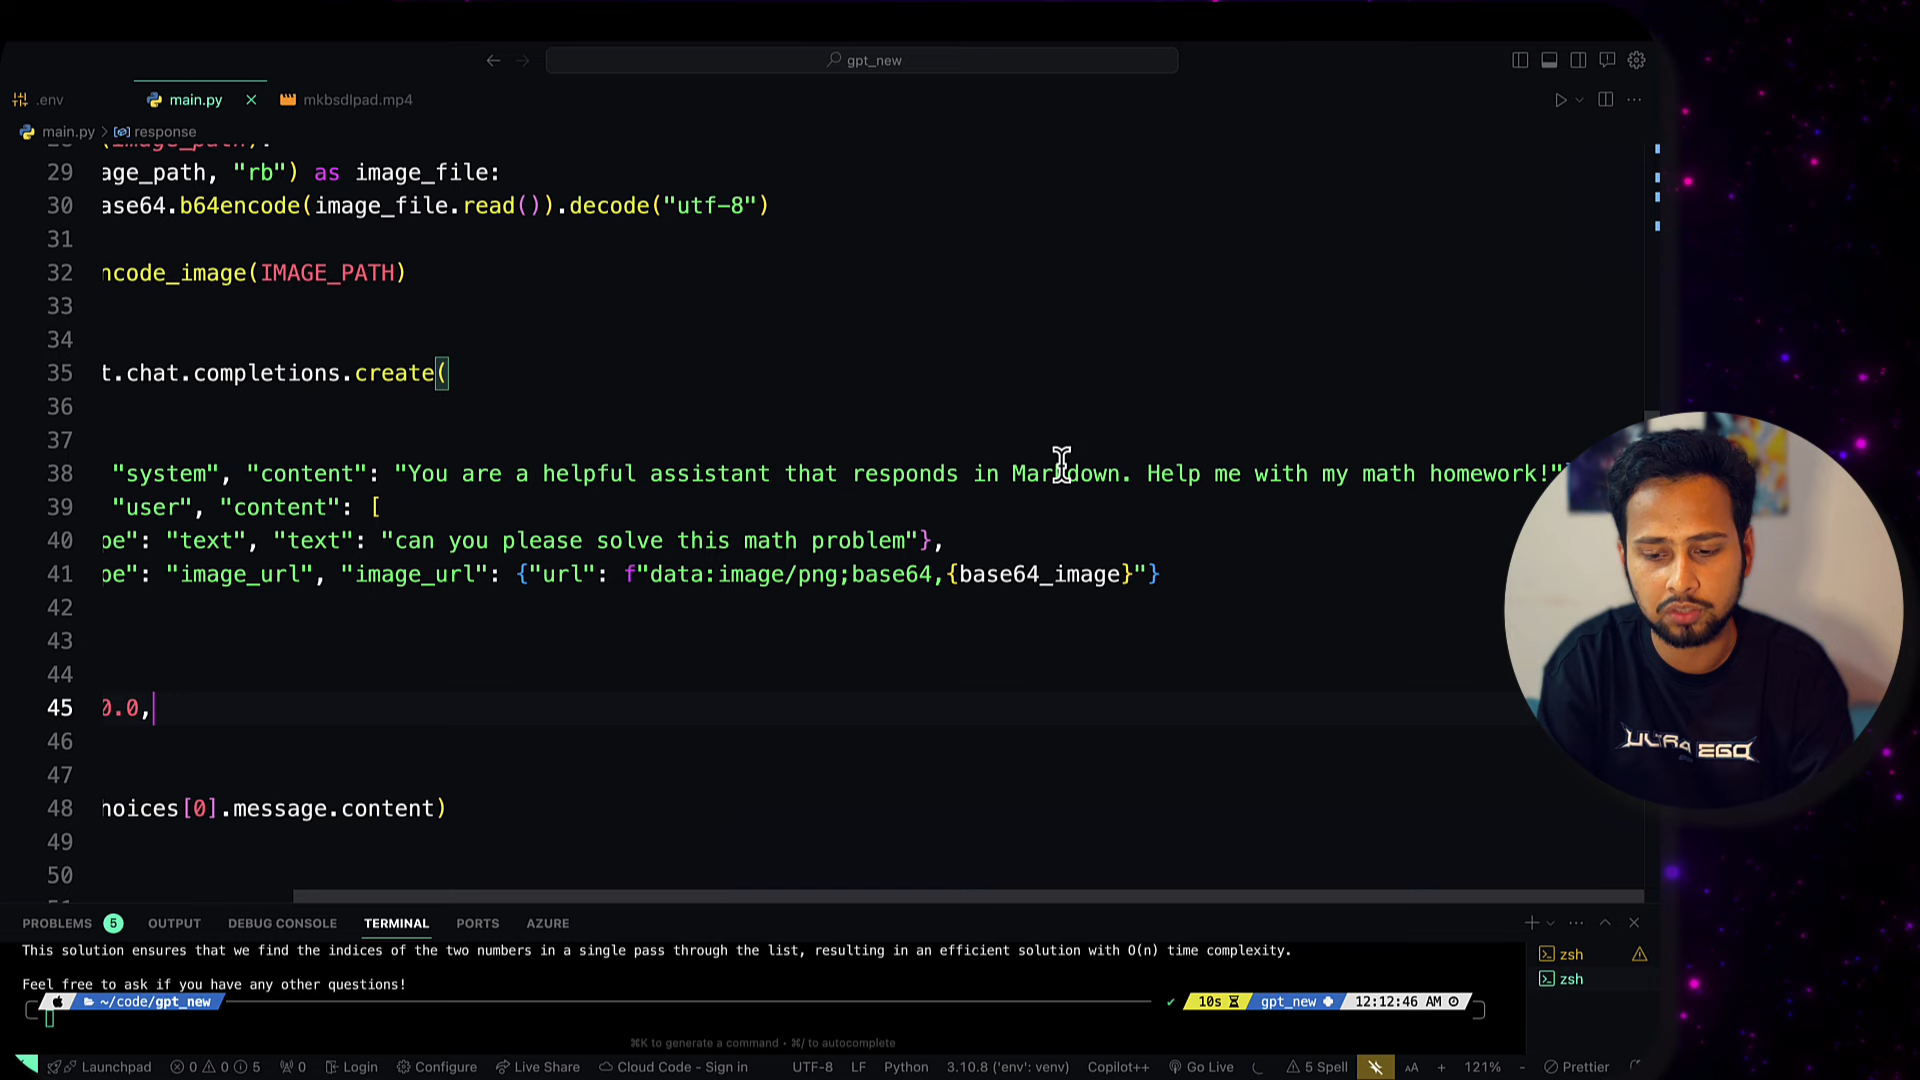 gpt_new
.env
main.py
mkbsdlpad.mp4
main.py > response
29 age_path, "rb") as image_file:
30 ase64.b64encode(image_file.read()).decode("utf-8")
31
32 ncode_image(IMAGE_PATH)
33
34
35 t.chat.completions.create(
36
37
38 "system", "content": "You are a helpful assistant that responds in Markdown. Help me with my math homework!"
39 "user", "content": [
40 pe": "text", "text": "can you please solve this math problem"},
41 pe": "image_url", "image_url": {"url": f"data:image/png;base64,{base64_image}"}
42
43
44
45 0.0,
46
47
48 hoices[0].message.content)
49
50
ULTRA EGO
PROBLEMS 5 OUTPUT DEBUG CONSOLE TERMINAL PORTS AZURE
This solution ensures that we find the indices of the two numbers in a single pass through the list, resulting in an efficient solution with O(n) time complexity.
Feel free to ask if you have any other questions!
~/code/gpt_new
10s gpt_new 12:12:46 AM
zsh
zsh
⌘K to generate a command · ⌘/ to autocomplete
Launchpad 0 0 5 0 Login Configure Live Share Cloud Code - Sign in UTF-8 LF Python 3.10.8 ('env': venv) Copilot++ Go Live 5 Spell AA + 121% - Prettier